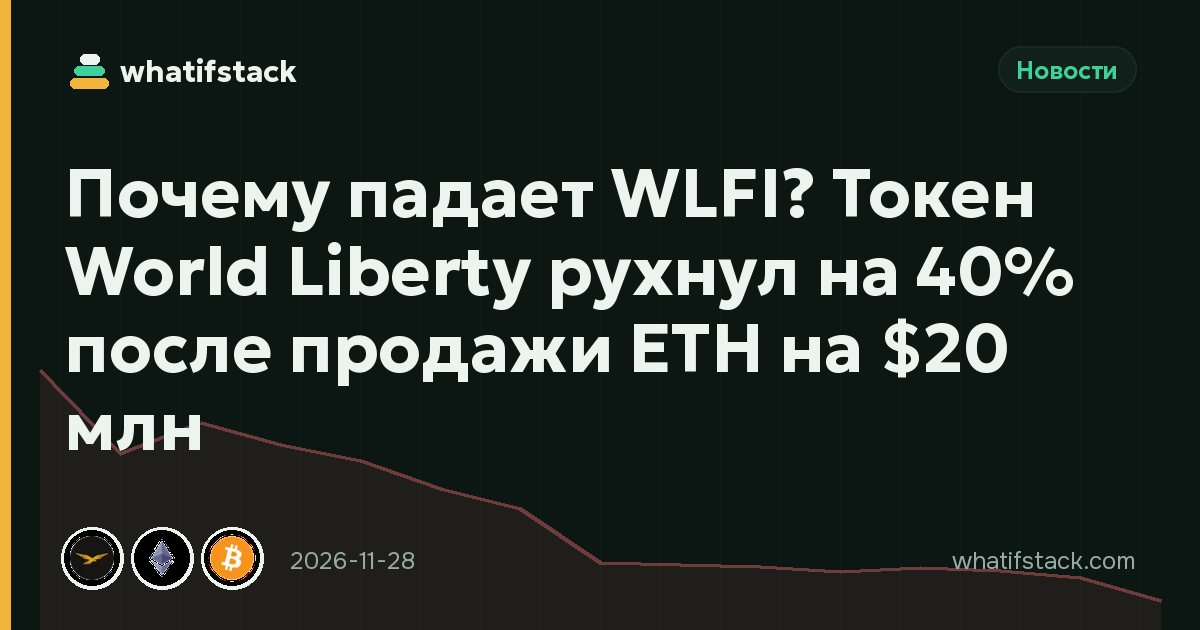 whatifstack
Новости
Почему падает WLFI? Токен
World Liberty рухнул на 40%
после продажи ETH на $20
млн
2026-11-28
whatifstack.com